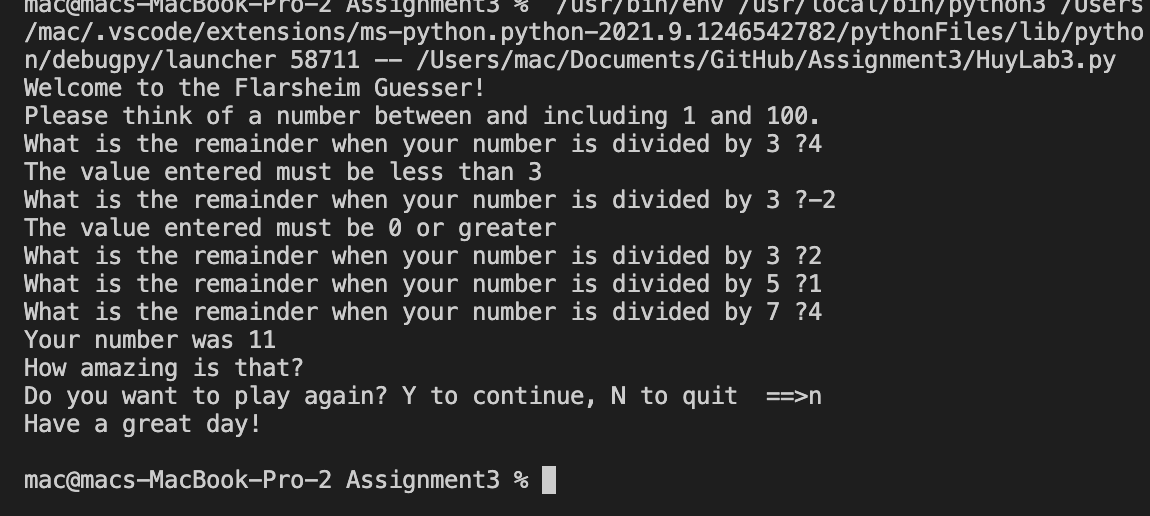 mac@macs-MacBook-Pro-2 Assignment3 %  /usr/bin/env /usr/local/bin/python3 /Users
/mac/.vscode/extensions/ms-python.python-2021.9.1246542782/pythonFiles/lib/pytho
n/debugpy/launcher 58711 -- /Users/mac/Documents/GitHub/Assignment3/HuyLab3.py
Welcome to the Flarsheim Guesser!
Please think of a number between and including 1 and 100.
What is the remainder when your number is divided by 3 ?4
The value entered must be less than 3
What is the remainder when your number is divided by 3 ?-2
The value entered must be 0 or greater
What is the remainder when your number is divided by 3 ?2
What is the remainder when your number is divided by 5 ?1
What is the remainder when your number is divided by 7 ?4
Your number was 11
How amazing is that?
Do you want to play again? Y to continue, N to quit  ==>n
Have a great day!
mac@macs-MacBook-Pro-2 Assignment3 %